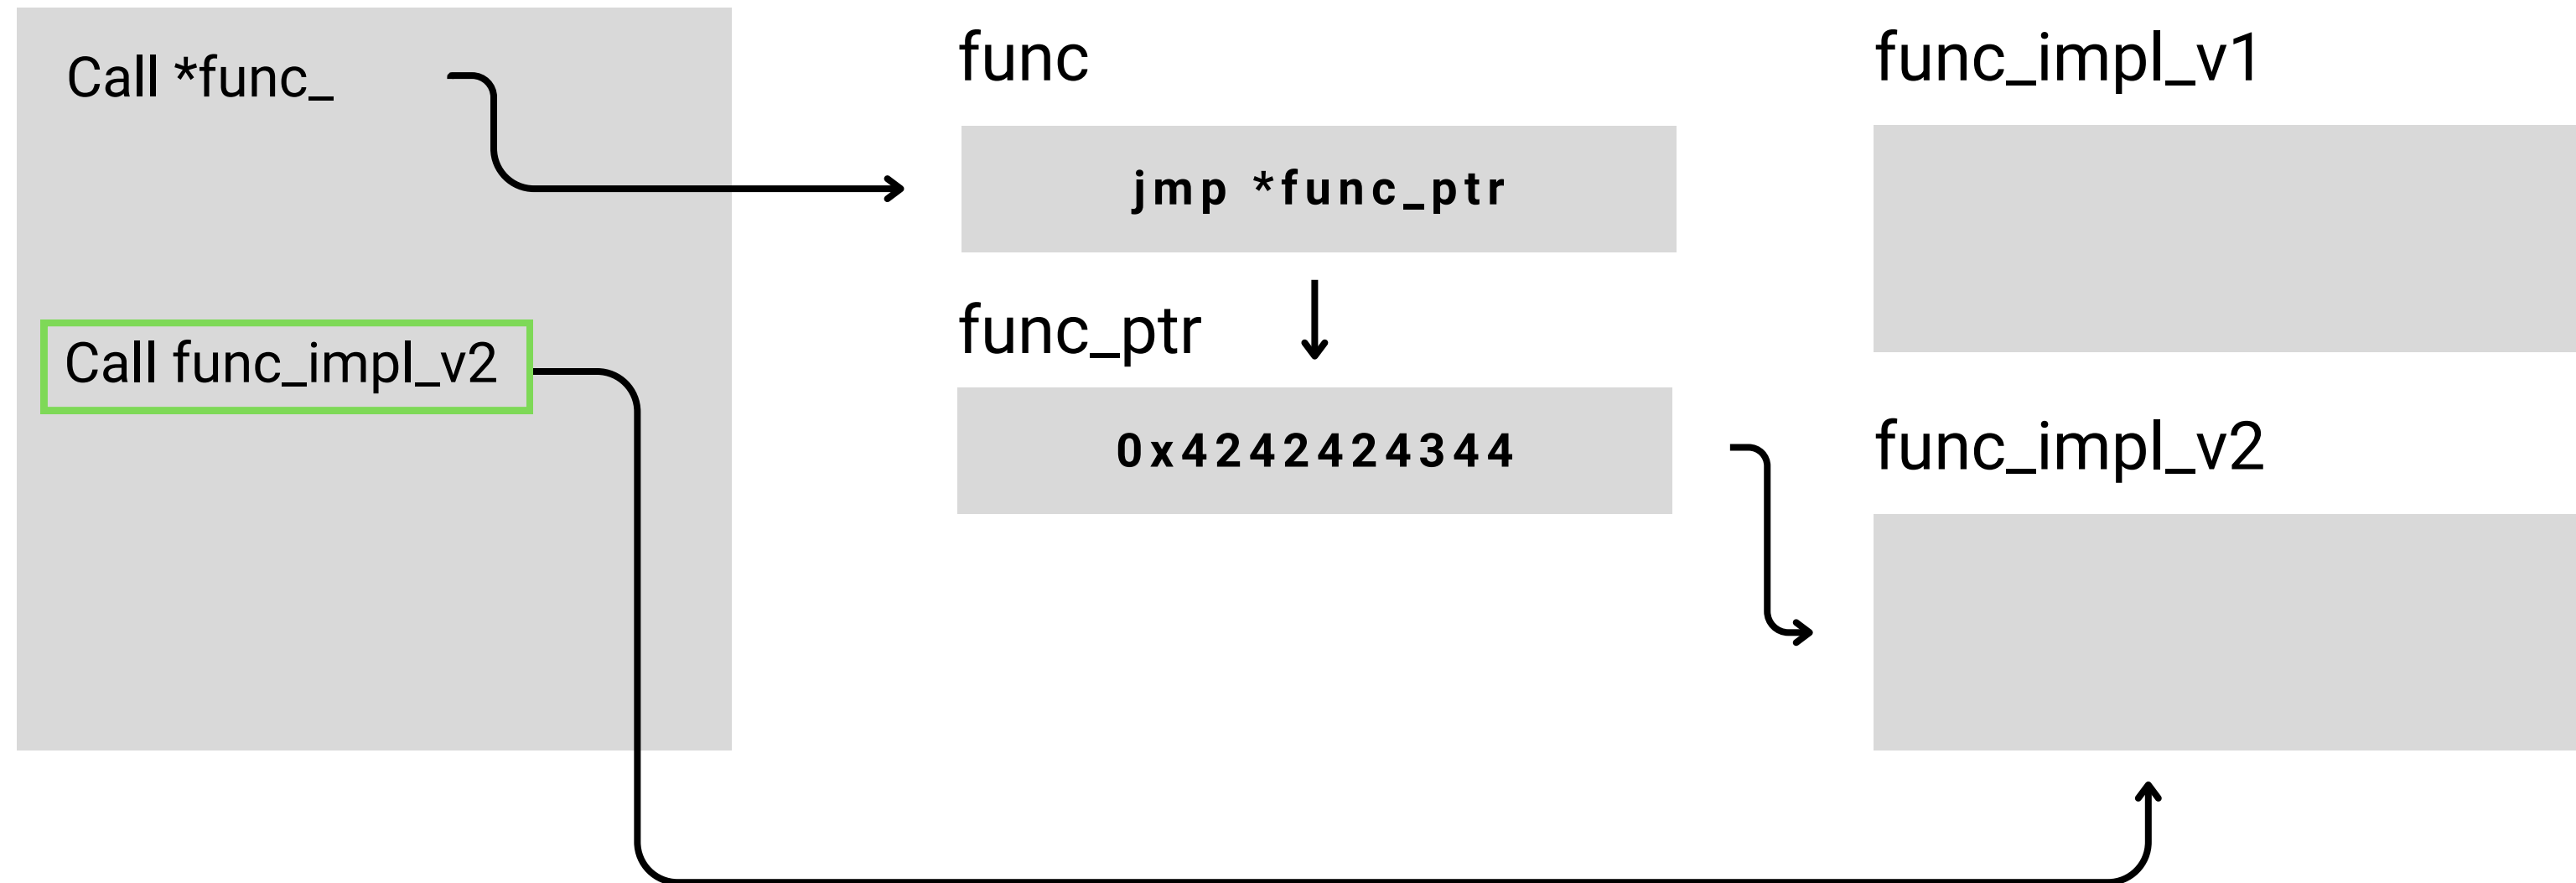 Call *func_
Call func_impl_v2
func
jmp *func_ptr
func_ptr
0x4242424344
func_impl_v1
func_impl_v2